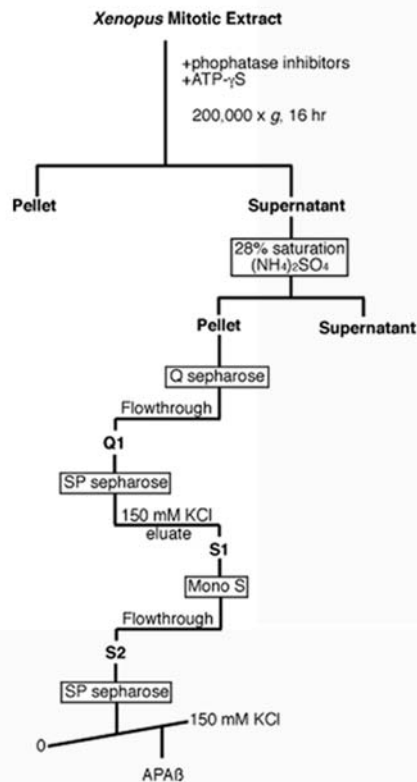 Xenopus Mitotic Extract
+phophatase inhibitors
+ATP-γS
200,000 x g, 16 hr
Pellet
Supernatant
28% saturation
(NH₄)₂SO₄
Pellet
Supernatant
Q sepharose
Flowthrough
Q1
SP sepharose
150 mM KCl
eluate
S1
Mono S
Flowthrough
S2
SP sepharose
150 mM KCl
0
APAß